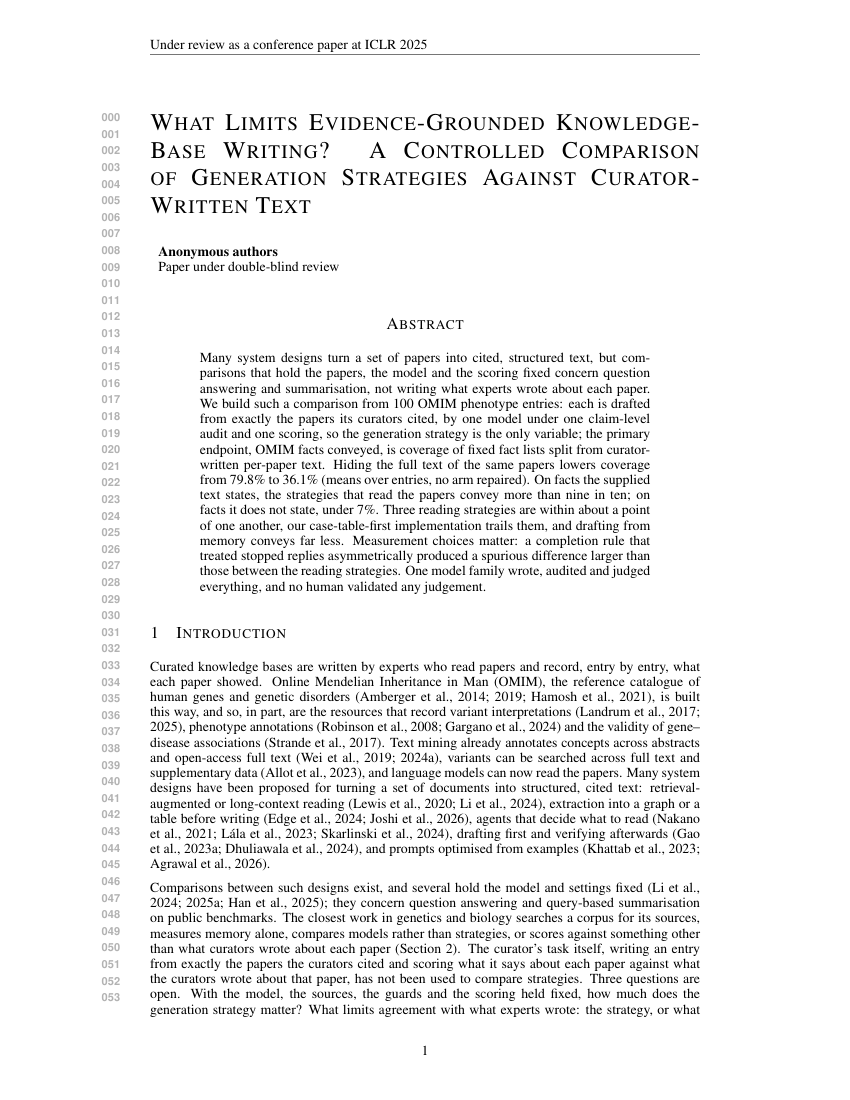 Under review as a conference paper at ICLR 2025
000
001
002
003
004
005
006
007
008
009
010
011
012
013
014
015
016
017
018
019
020
021
022
023
024
025
026
027
028
029
030
031
032
033
034
035
036
037
038
039
040
041
042
043
044
045
046
047
048
049
050
051
052
053
WHAT LIMITS EVIDENCE-GROUNDED KNOWLEDGE-
BASE WRITING? A CONTROLLED COMPARISON
OF GENERATION STRATEGIES AGAINST CURATOR-
WRITTEN TEXT
Anonymous authors
Paper under double-blind review
ABSTRACT
Many system designs turn a set of papers into cited, structured text, but com-
parisons that hold the papers, the model and the scoring fixed concern question
answering and summarisation, not writing what experts wrote about each paper.
We build such a comparison from 100 OMIM phenotype entries: each is drafted
from exactly the papers its curators cited, by one model under one claim-level
audit and one scoring, so the generation strategy is the only variable; the primary
endpoint, OMIM facts conveyed, is coverage of fixed fact lists split from curator-
written per-paper text. Hiding the full text of the same papers lowers coverage
from 79.8% to 36.1% (means over entries, no arm repaired). On facts the supplied
text states, the strategies that read the papers convey more than nine in ten; on
facts it does not state, under 7%. Three reading strategies are within about a point
of one another, our case-table-first implementation trails them, and drafting from
memory conveys far less. Measurement choices matter: a completion rule that
treated stopped replies asymmetrically produced a spurious difference larger than
those between the reading strategies. One model family wrote, audited and judged
everything, and no human validated any judgement.
1 INTRODUCTION
Curated knowledge bases are written by experts who read papers and record, entry by entry, what
each paper showed. Online Mendelian Inheritance in Man (OMIM), the reference catalogue of
human genes and genetic disorders (Amberger et al., 2014; 2019; Hamosh et al., 2021), is built
this way, and so, in part, are the resources that record variant interpretations (Landrum et al., 2017;
2025), phenotype annotations (Robinson et al., 2008; Gargano et al., 2024) and the validity of gene–
disease associations (Strande et al., 2017). Text mining already annotates concepts across abstracts
and open-access full text (Wei et al., 2019; 2024a), variants can be searched across full text and
supplementary data (Allot et al., 2023), and language models can now read the papers. Many system
designs have been proposed for turning a set of documents into structured, cited text: retrieval-
augmented or long-context reading (Lewis et al., 2020; Li et al., 2024), extraction into a graph or a
table before writing (Edge et al., 2024; Joshi et al., 2026), agents that decide what to read (Nakano
et al., 2021; Lála et al., 2023; Skarlinski et al., 2024), drafting first and verifying afterwards (Gao
et al., 2023a; Dhuliawala et al., 2024), and prompts optimised from examples (Khattab et al., 2023;
Agrawal et al., 2026).
Comparisons between such designs exist, and several hold the model and settings fixed (Li et al.,
2024; 2025a; Han et al., 2025); they concern question answering and query-based summarisation
on public benchmarks. The closest work in genetics and biology searches a corpus for its sources,
measures memory alone, compares models rather than strategies, or scores against something other
than what curators wrote about each paper (Section 2). The curator's task itself, writing an entry
from exactly the papers the curators cited and scoring what it says about each paper against what
the curators wrote about that paper, has not been used to compare strategies. Three questions are
open. With the model, the sources, the guards and the scoring held fixed, how much does the
generation strategy matter? What limits agreement with what experts wrote: the strategy, or what
1